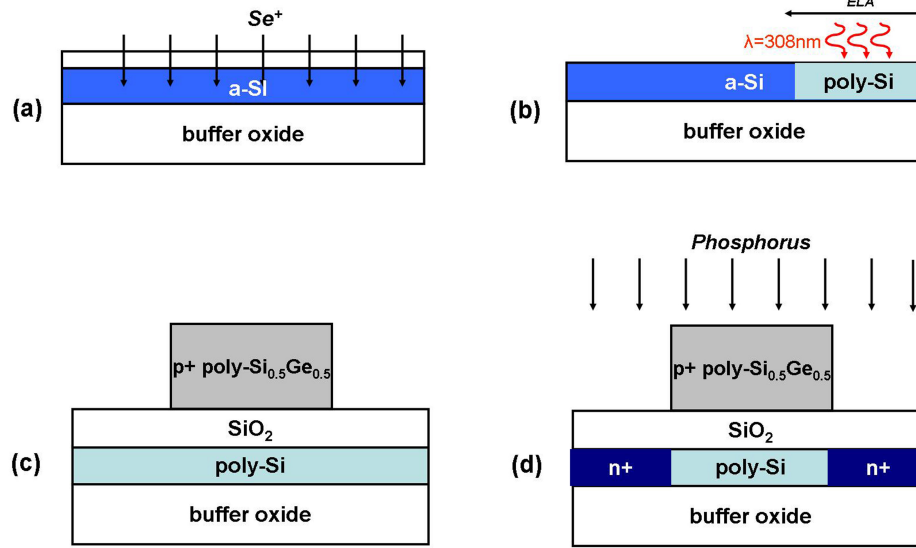 Se⁺
a-SI
(a)
buffer oxide
ELA
λ=308nm
a-Si poly-Si
(b)
buffer oxide
p+ poly-Si₀.₅Ge₀.₅
SiO₂
(c) poly-Si
buffer oxide
Phosphorus
p+ poly-Si₀.₅Ge₀.₅
SiO₂
(d) n+ poly-Si n+
buffer oxide